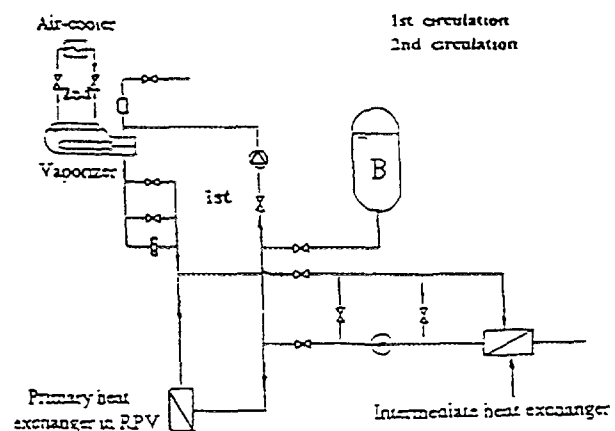 Air-cooler
1st circulation
2nd circulation
B
Vaporizer
1st
Primary heat
exchanger in RPV
Intermediate heat exchanger